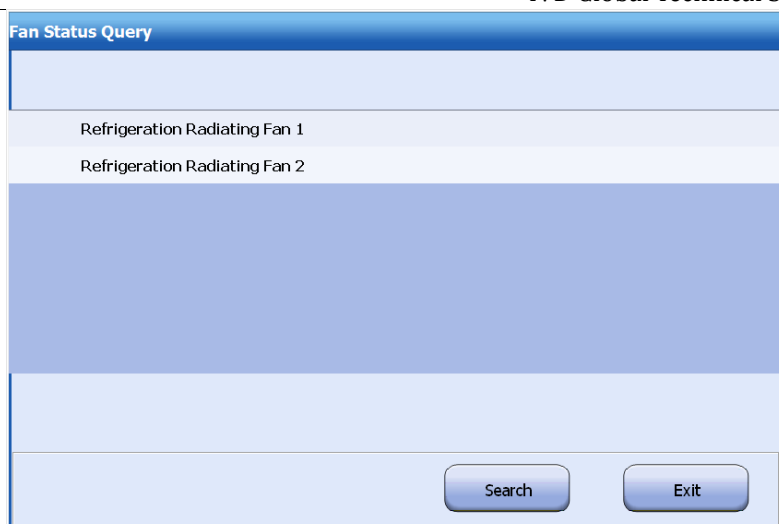 Fan Status Query
Refrigeration Radiating Fan 1
Refrigeration Radiating Fan 2
Search
Exit